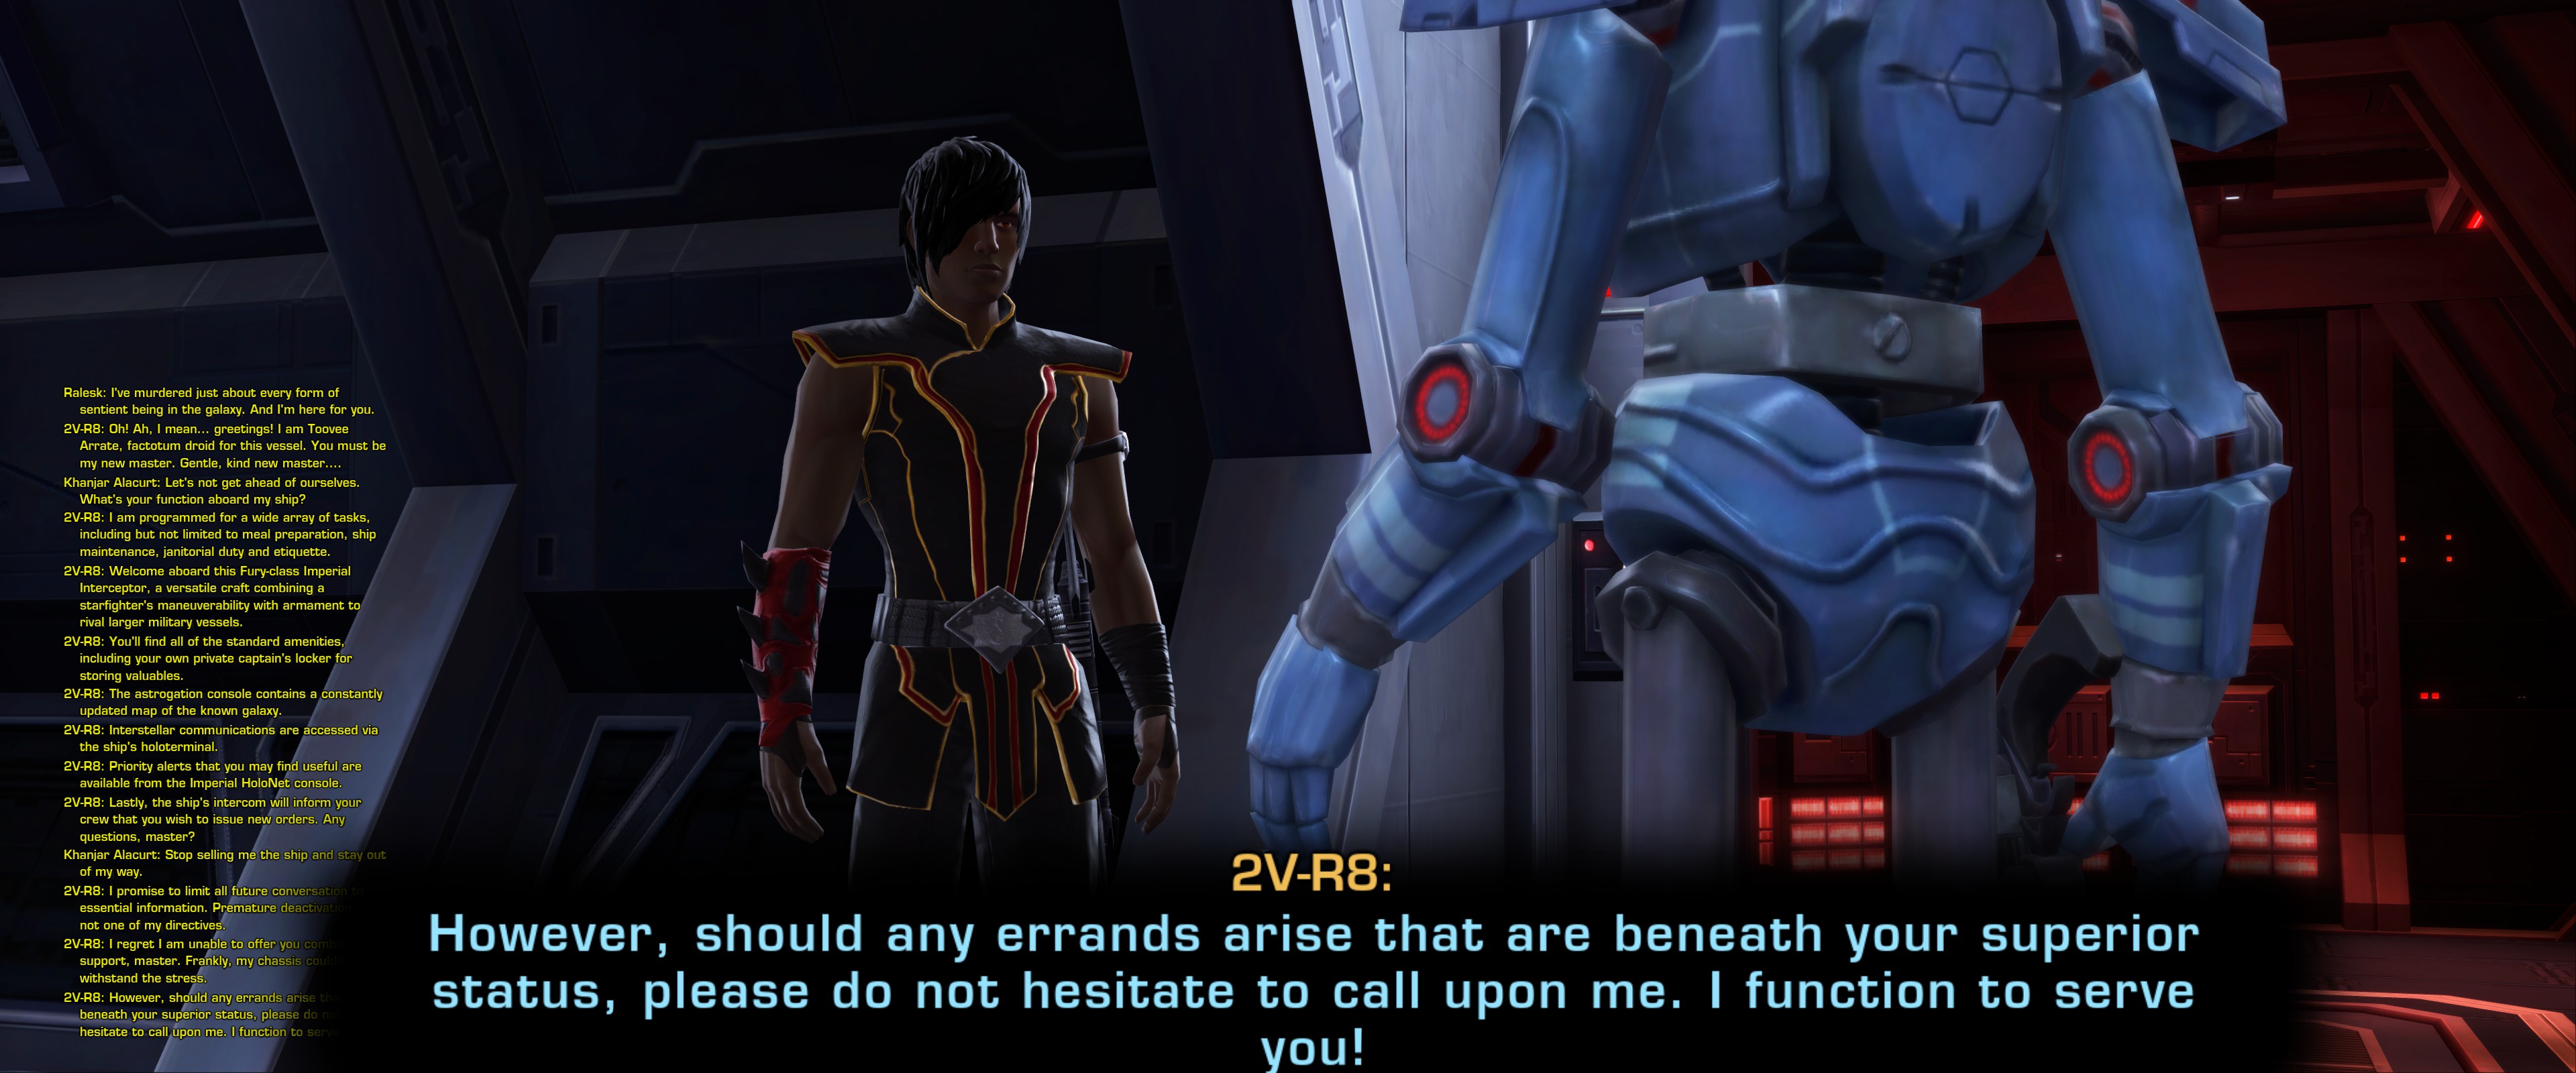 Ralesk: I've murdered just about every form of
sentient being in the galaxy. And I'm here for you.
2V-R8: Oh! Ah, I mean... greetings! I am Toovee
Arrate, factotum droid for this vessel. You must be
my new master. Gentle, kind new master....
Khanjar Alacurt: Let's not get ahead of ourselves.
What's your function aboard my ship?
2V-R8: I am programmed for a wide array of tasks,
including but not limited to meal preparation, ship
maintenance, janitorial duty and etiquette.
2V-R8: Welcome aboard this Fury-class Imperial
Interceptor, a versatile craft combining a
starfighter's maneuverability with armament to
rival larger military vessels.
2V-R8: You'll find all of the standard amenities,
including your own private captain's locker for
storing valuables.
2V-R8: The astrogation console contains a constantly
updated map of the known galaxy.
2V-R8: Interstellar communications are accessed via
the ship's holoterminal.
2V-R8: Priority alerts that you may find useful are
available from the Imperial HoloNet console.
2V-R8: Lastly, the ship's intercom will inform your
crew that you wish to issue new orders. Any
questions, master?
Khanjar Alacurt: Stop selling me the ship and stay out
of my way.
2V-R8: I promise to limit all future conversation to
essential information. Premature deactivation
not one of my directives.
2V-R8: I regret I am unable to offer you
support, master. Frankly, my chassis
withstand the stress.
2V-R8: However, should any errands arise
beneath your superior status, please do
hesitate to call upon me. I function to
2V-R8:
However, should any errands arise that are beneath your superior
status, please do not hesitate to call upon me. I function to serve
you!